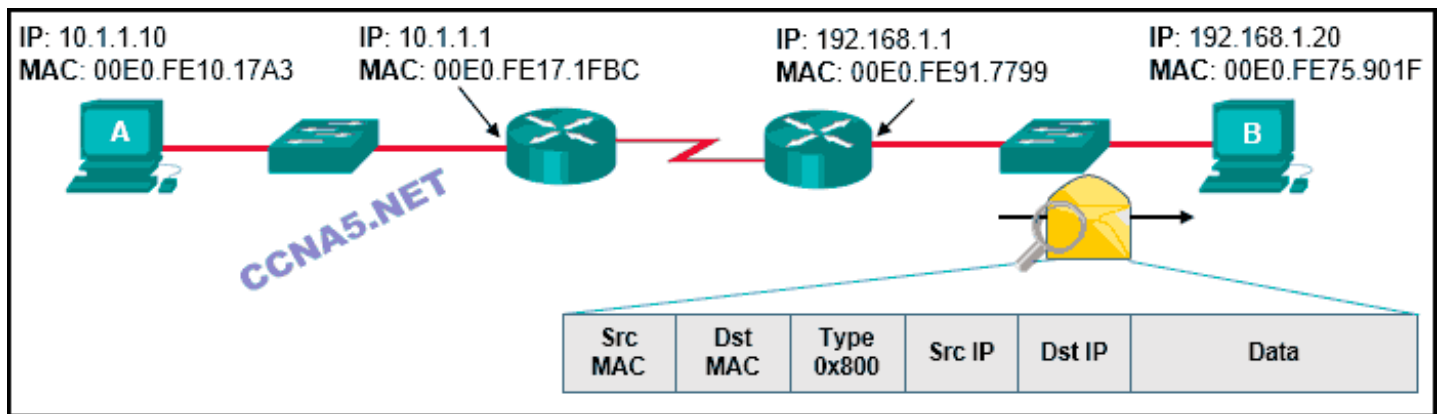 IP: 10.1.1.10
MAC: 00E0.FE10.17A3
IP: 10.1.1.1
MAC: 00E0.FE17.1FBC
IP: 192.168.1.1
MAC: 00E0.FE91.7799
IP: 192.168.1.20
MAC: 00E0.FE75.901F
A
B
CCNA5.NET
Src
MAC
Dst
MAC
Type
0x800
Src IP
Dst IP
Data